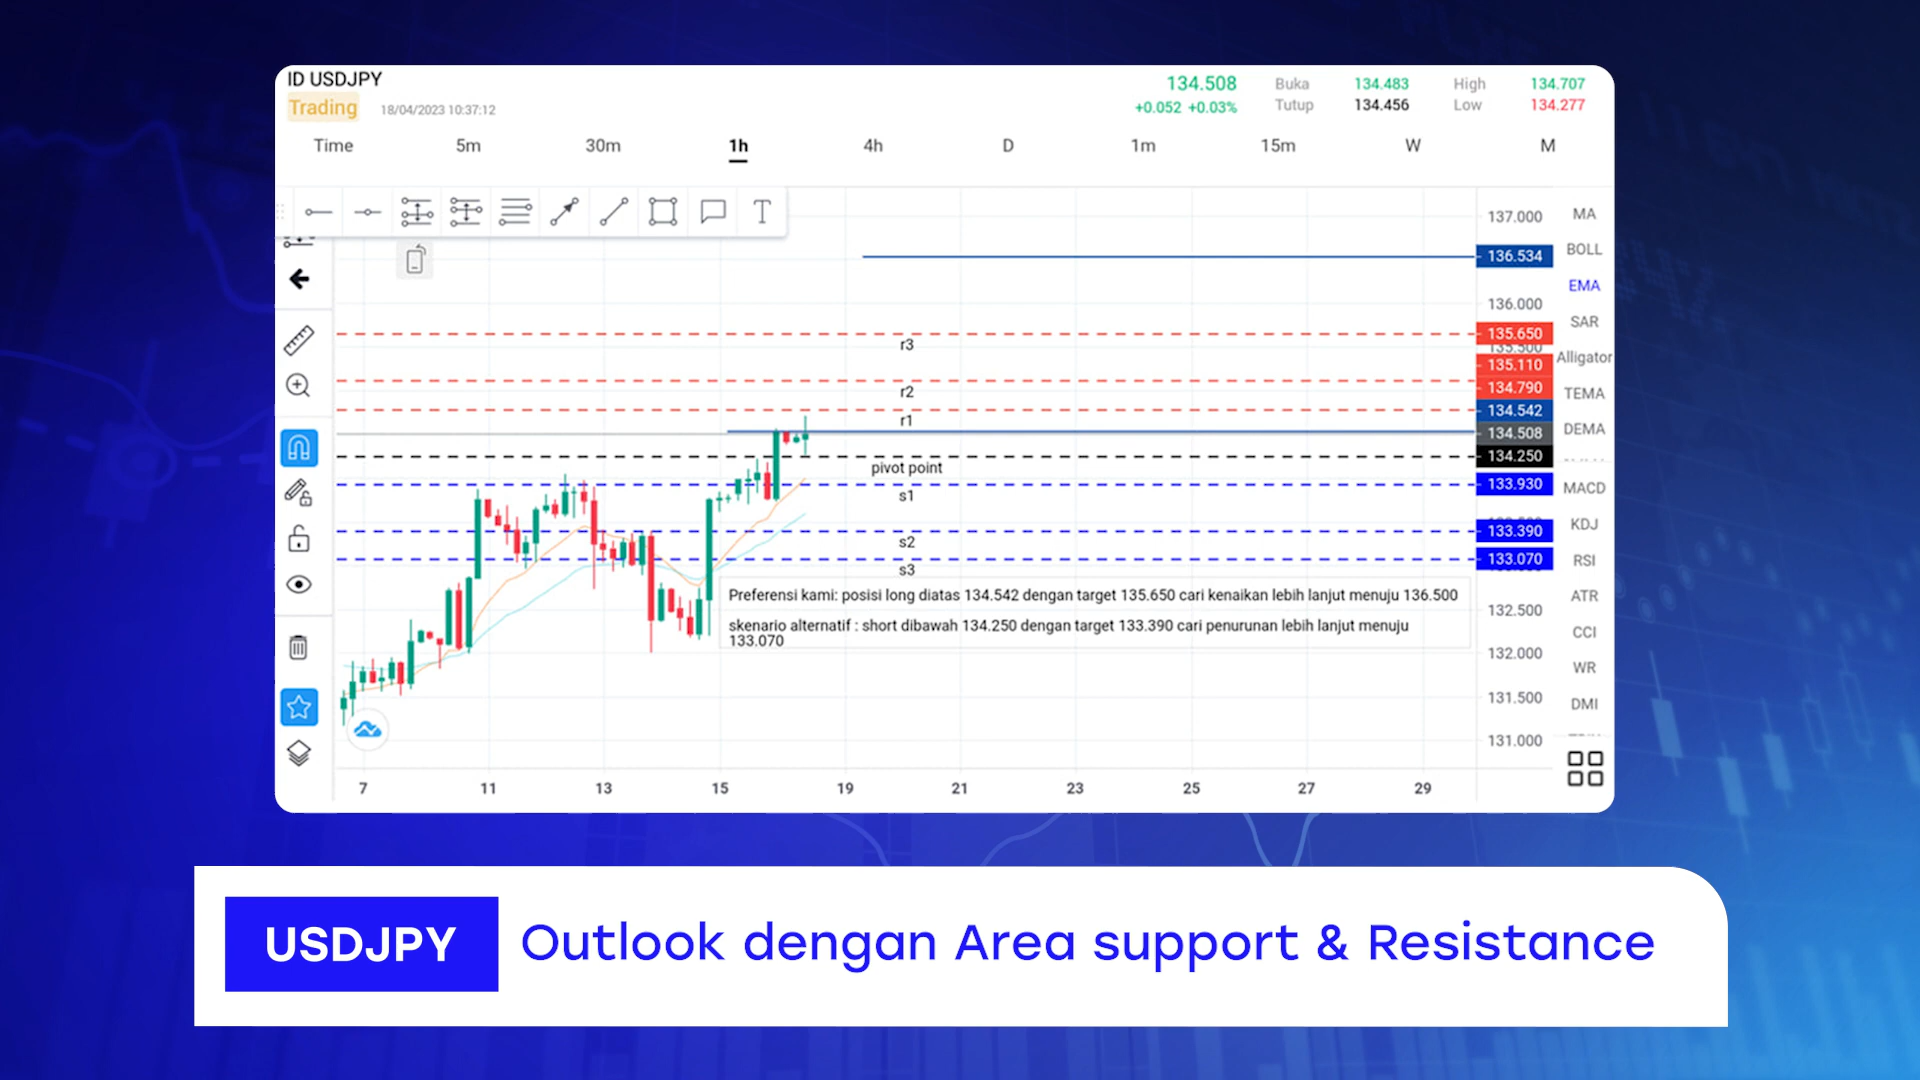 ID USDJPY
Trading 18/04/2023 10:37:12
134.508 Buka 134.483 High 134.707
+0.052 +0.03% Tutup 134.456 Low 134.277
Time 5m 30m 1h 4h D 1m 15m W M
T
137.000
136.534
136.000
135.650
135.500
135.110
134.790
134.542
134.508
134.250
133.930
133.390
133.070
132.500
132.000
131.500
131.000
MA
BOLL
EMA
SAR
Alligator
TEMA
DEMA
MACD
KDJ
RSI
ATR
CCI
WR
DMI
r3
r2
r1
pivot point
s1
s2
s3
Preferensi kami: posisi long diatas 134.542 dengan target 135.650 cari kenaikan lebih lanjut menuju 136.500
skenario alternatif : short dibawah 134.250 dengan target 133.390 cari penurunan lebih lanjut menuju
133.070
7 11 13 15 19 21 23 25 27 29
USDJPY Outlook dengan Area support & Resistance